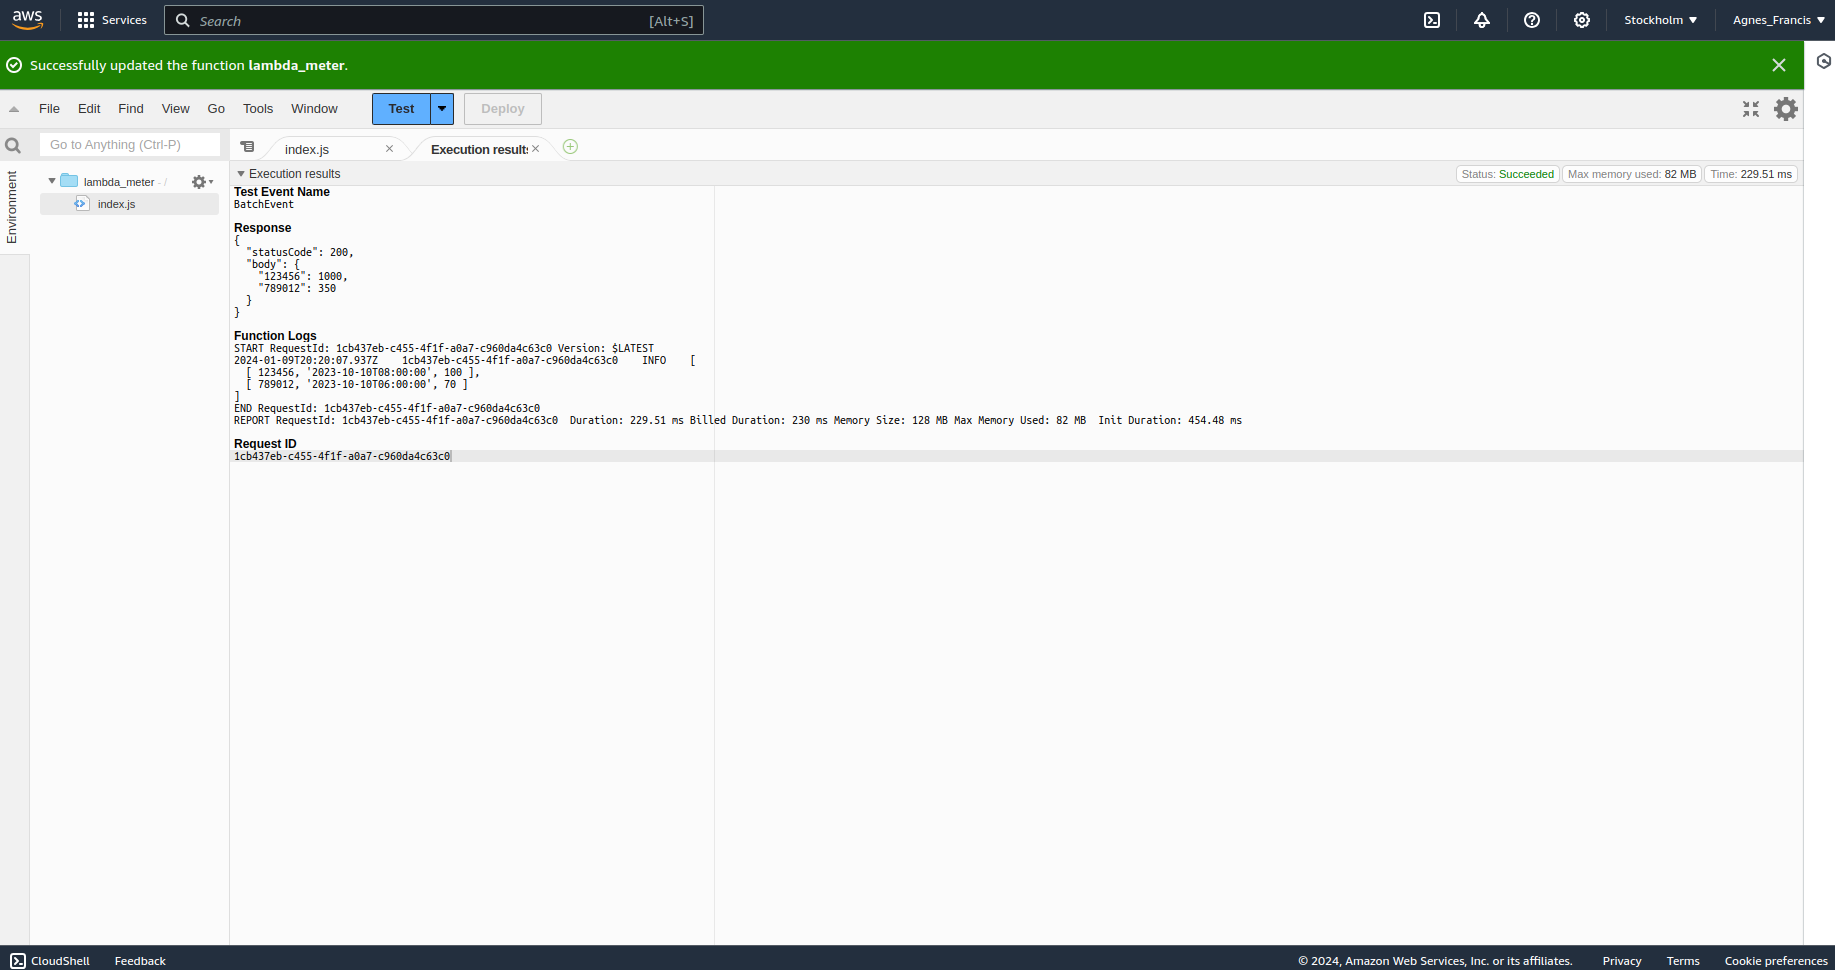 aws Services Search [Alt+S] Stockholm Agnes_Francis
Successfully updated the function lambda_meter.
File Edit Find View Go Tools Window Test Deploy
Go to Anything (Ctrl-P)
index.js Execution results
Environment
lambda_meter - /
index.js
Execution results Status: Succeeded Max memory used: 82 MB Time: 229.51 ms
Test Event Name
BatchEvent
Response
{
"statusCode": 200,
"body": {
"123456": 1000,
"789012": 350
}
}
Function Logs
START RequestId: 1cb437eb-c455-4f1f-a0a7-c960da4c63c0 Version: $LATEST
2024-01-09T20:20:07.937Z 1cb437eb-c455-4f1f-a0a7-c960da4c63c0 INFO [
[ 123456, '2023-10-10T08:00:00', 100 ],
[ 789012, '2023-10-10T06:00:00', 70 ]
]
END RequestId: 1cb437eb-c455-4f1f-a0a7-c960da4c63c0
REPORT RequestId: 1cb437eb-c455-4f1f-a0a7-c960da4c63c0 Duration: 229.51 ms Billed Duration: 230 ms Memory Size: 128 MB Max Memory Used: 82 MB Init Duration: 454.48 ms
Request ID
1cb437eb-c455-4f1f-a0a7-c960da4c63c0
CloudShell Feedback © 2024, Amazon Web Services, Inc. or its affiliates. Privacy Terms Cookie preferences